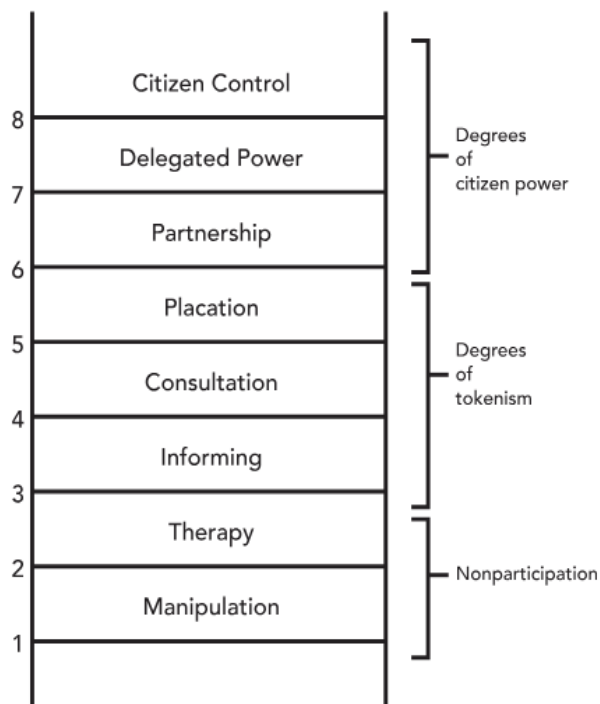 Citizen Control
8
Delegated Power
7
Partnership
6
Placation
5
Consultation
4
Informing
3
Therapy
2
Manipulation
1
Degrees
of
citizen power
Degrees
of
tokenism
Nonparticipation